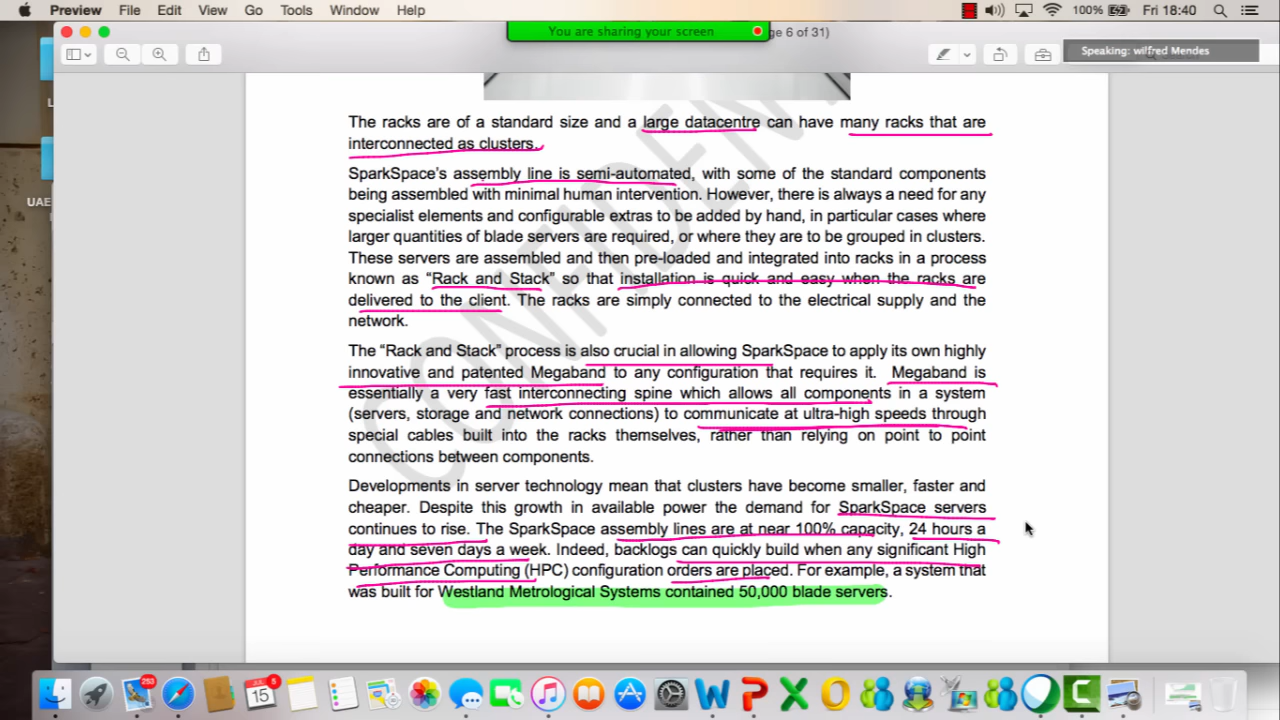 Preview File Edit View Go Tools Window Help 100% Fri 18:40
You are sharing your screen ge 6 of 31)
Speaking: wilfred Mendes
The racks are of a standard size and a large datacentre can have many racks that are
interconnected as clusters.
SparkSpace's assembly line is semi-automated, with some of the standard components
being assembled with minimal human intervention. However, there is always a need for any
specialist elements and configurable extras to be added by hand, in particular cases where
larger quantities of blade servers are required, or where they are to be grouped in clusters.
These servers are assembled and then pre-loaded and integrated into racks in a process
known as "Rack and Stack" so that installation is quick and easy when the racks are
delivered to the client. The racks are simply connected to the electrical supply and the
network.
The "Rack and Stack" process is also crucial in allowing SparkSpace to apply its own highly
innovative and patented Megaband to any configuration that requires it. Megaband is
essentially a very fast interconnecting spine which allows all components in a system
(servers, storage and network connections) to communicate at ultra-high speeds through
special cables built into the racks themselves, rather than relying on point to point
connections between components.
Developments in server technology mean that clusters have become smaller, faster and
cheaper. Despite this growth in available power the demand for SparkSpace servers
continues to rise. The SparkSpace assembly lines are at near 100% capacity, 24 hours a
day and seven days a week. Indeed, backlogs can quickly build when any significant High
Performance Computing (HPC) configuration orders are placed. For example, a system that
was built for Westland Metrological Systems contained 50,000 blade servers.
CONFIDENT
UAE
253
15
5